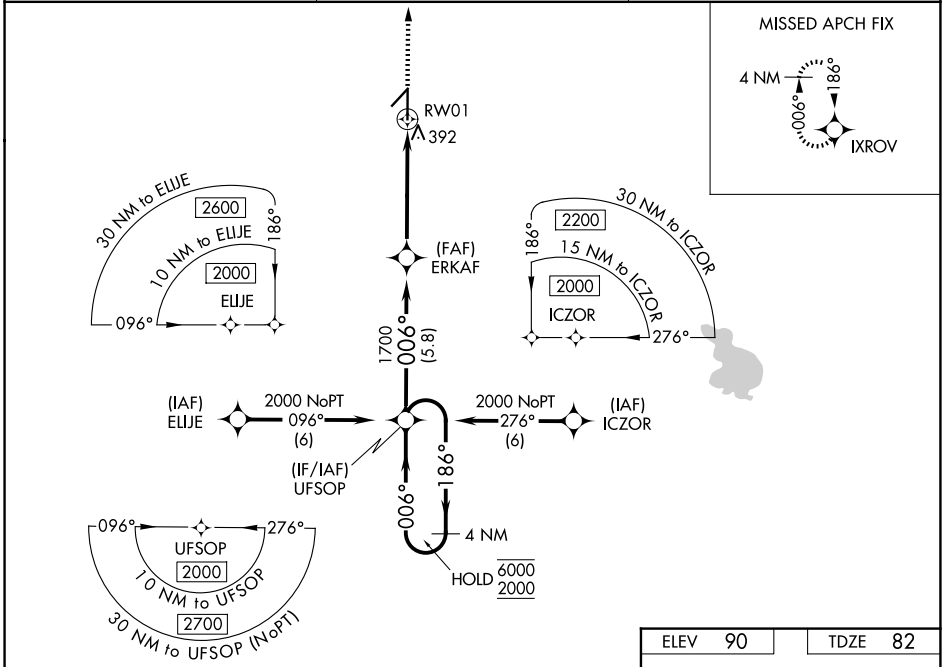 MISSED APCH FIX
4 NM
186°
006°
IXROV
RW01
392
30 NM to ELIJE
2600
186°
10 NM to ELIJE
2000
ELIJE
096°
(FAF)
ERKAF
30 NM to ICZOR
2200
186°
15 NM to ICZOR
2000
ICZOR
276°
1700
006°
(5.8)
(IAF)
ELIJE
2000 NoPT
096°
(6)
2000 NoPT
276°
(6)
(IAF)
ICZOR
(IF/IAF)
UFSOP
186°
006°
4 NM
HOLD 6000
2000
096°
276°
UFSOP
2000
10 NM to UFSOP
2700
30 NM to UFSOP (NoPT)
ELEV 90
TDZE 82